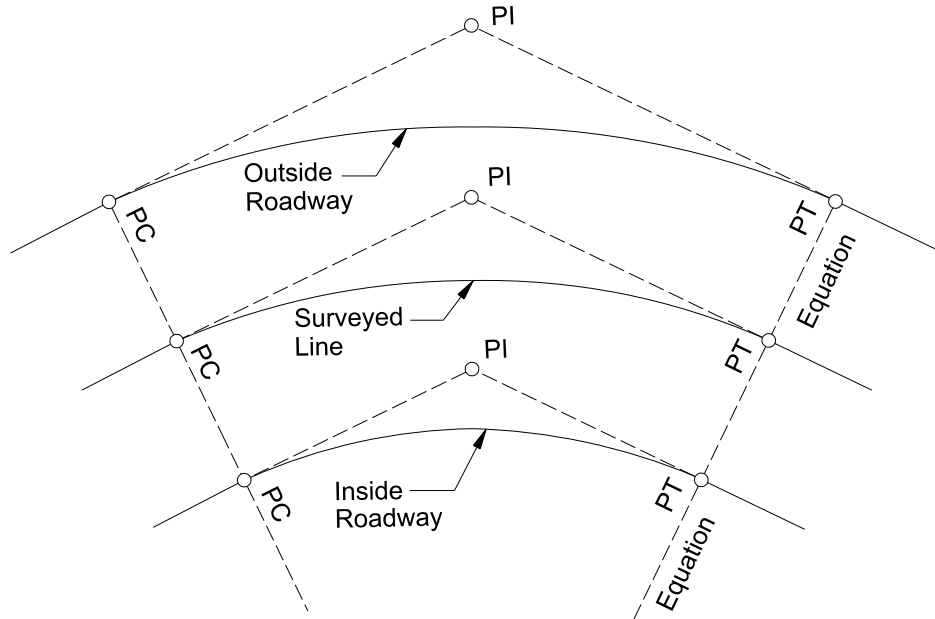 PI
Outside
Roadway
PC
PT
PI
Equation
Surveyed
Line
PC
PT
PI
Inside
Roadway
PC
PT
Equation